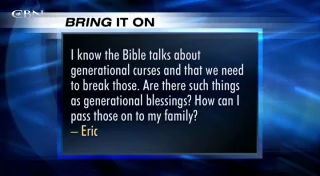 CBN
BRING IT ON
I know the Bible talks about
generational curses and that we need
to break those. Are there such things
as generational blessings? How can I
pass those on to my family?
– Eric